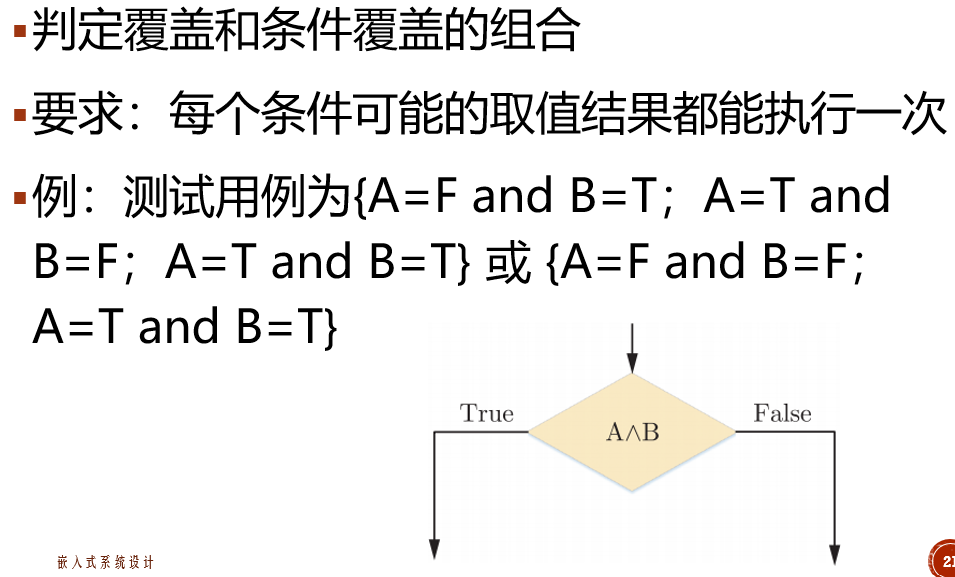 判定覆盖和条件覆盖的组合
要求：每个条件可能的取值结果都能执行一次
例：测试用例为{A=F and B=T；A=T and
B=F；A=T and B=T} 或 {A=F and B=F；
A=T and B=T}
True
False
A∧B
嵌入式系统设计
21